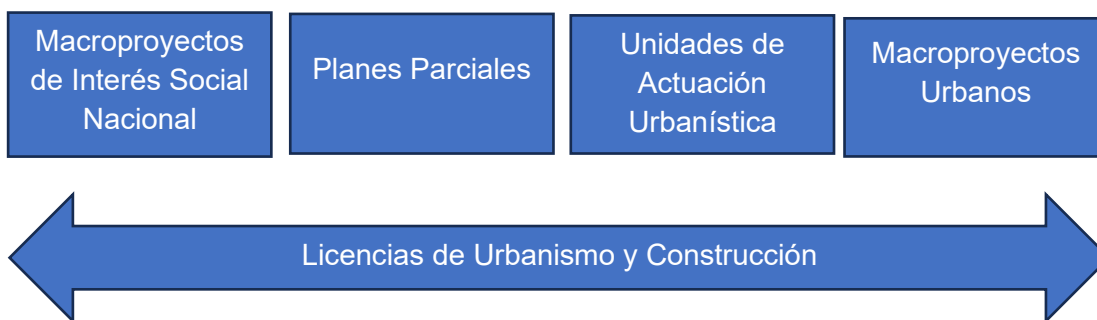 Macroproyectos
de Interés Social
Nacional
Planes Parciales
Unidades de
Actuación
Urbanística
Macroproyectos
Urbanos
Licencias de Urbanismo y Construcción